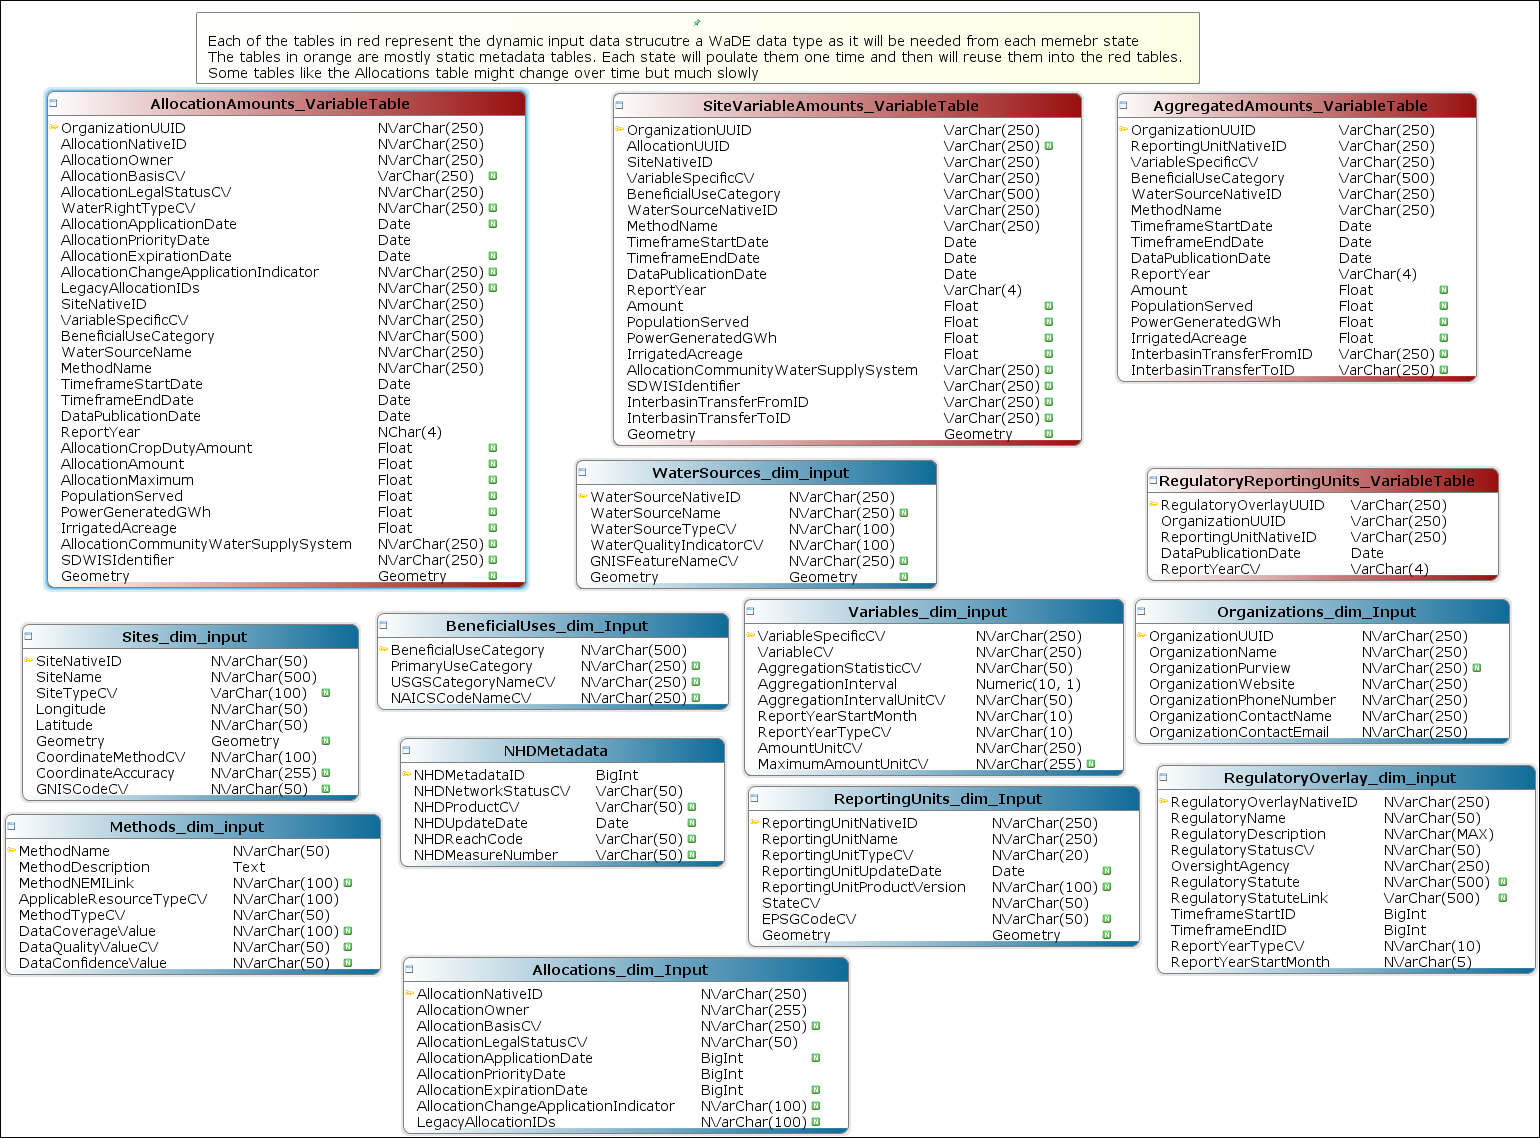 Each of the tables in red represent the dynamic input data strucutre a WaDE data type as it will be needed from each memebr state
The tables in orange are mostly static metadata tables. Each state will poulate them one time and then will reuse them into the red tables.
Some tables like the Allocations table might change over time but much slowly
AllocationAmounts_VariableTable
OrganizationUUID NVarChar(250)
AllocationNativeID NVarChar(250)
AllocationOwner NVarChar(250)
AllocationBasisCV VarChar(250) N
AllocationLegalStatusCV NVarChar(250)
WaterRightTypeCV NVarChar(250) N
AllocationApplicationDate Date N
AllocationPriorityDate Date
AllocationExpirationDate Date N
AllocationChangeApplicationIndicator NVarChar(250) N
LegacyAllocationIDs NVarChar(250) N
SiteNativeID NVarChar(250)
VariableSpecificCV NVarChar(250)
BeneficialUseCategory NVarChar(500)
WaterSourceName NVarChar(250)
MethodName NVarChar(250)
TimeframeStartDate Date
TimeframeEndDate Date
DataPublicationDate Date
ReportYear NChar(4)
AllocationCropDutyAmount Float N
AllocationAmount Float N
AllocationMaximum Float N
PopulationServed Float N
PowerGeneratedGWh Float N
IrrigatedAcreage Float N
AllocationCommunityWaterSupplySystem NVarChar(250) N
SDWISIdentifier NVarChar(250) N
Geometry Geometry N
SiteVariableAmounts_VariableTable
OrganizationUUID VarChar(250)
AllocationUUID VarChar(250) N
SiteNativeID VarChar(250)
VariableSpecificCV VarChar(250)
BeneficialUseCategory VarChar(500)
WaterSourceNativeID VarChar(250)
MethodName VarChar(250)
TimeframeStartDate Date
TimeframeEndDate Date
DataPublicationDate Date
ReportYear VarChar(4)
Amount Float N
PopulationServed Float N
PowerGeneratedGWh Float N
IrrigatedAcreage Float N
AllocationCommunityWaterSupplySystem VarChar(250) N
SDWISIdentifier VarChar(250) N
InterbasinTransferFromID VarChar(250) N
InterbasinTransferToID VarChar(250) N
Geometry Geometry N
AggregatedAmounts_VariableTable
OrganizationUUID VarChar(250)
ReportingUnitNativeID VarChar(250)
VariableSpecificCV VarChar(250)
BeneficialUseCategory VarChar(500)
WaterSourceNativeID VarChar(250)
MethodName VarChar(250)
TimeframeStartDate Date
TimeframeEndDate Date
DataPublicationDate Date
ReportYear VarChar(4)
Amount Float N
PopulationServed Float N
PowerGeneratedGWh Float N
IrrigatedAcreage Float N
InterbasinTransferFromID VarChar(250) N
InterbasinTransferToID VarChar(250) N
WaterSources_dim_input
WaterSourceNativeID NVarChar(250)
WaterSourceName NVarChar(250) N
WaterSourceTypeCV NVarChar(100)
WaterQualityIndicatorCV NVarChar(100)
GNISFeatureNameCV NVarChar(250) N
Geometry Geometry N
RegulatoryReportingUnits_VariableTable
RegulatoryOverlayUUID VarChar(250)
OrganizationUUID VarChar(250)
ReportingUnitNativeID VarChar(250)
DataPublicationDate Date
ReportYearCV VarChar(4)
Sites_dim_input
SiteNativeID NVarChar(50)
SiteName NVarChar(500)
SiteTypeCV VarChar(100) N
Longitude NVarChar(50)
Latitude NVarChar(50)
Geometry Geometry N
CoordinateMethodCV NVarChar(100)
CoordinateAccuracy NVarChar(255) N
GNISCodeCV NVarChar(50) N
BeneficialUses_dim_Input
BeneficialUseCategory NVarChar(500)
PrimaryUseCategory NVarChar(250) N
USGSCategoryNameCV NVarChar(250) N
NAICSCodeNameCV NVarChar(250) N
Variables_dim_input
VariableSpecificCV NVarChar(250)
VariableCV NVarChar(250)
AggregationStatisticCV NVarChar(50)
AggregationInterval Numeric(10, 1)
AggregationIntervalUnitCV NVarChar(50)
ReportYearStartMonth NVarChar(10)
ReportYearTypeCV NVarChar(10)
AmountUnitCV NVarChar(250)
MaximumAmountUnitCV NVarChar(255) N
Organizations_dim_Input
OrganizationUUID NVarChar(250)
OrganizationName NVarChar(250)
OrganizationPurview NVarChar(250) N
OrganizationWebsite NVarChar(250)
OrganizationPhoneNumber NVarChar(250)
OrganizationContactName NVarChar(250)
OrganizationContactEmail NVarChar(250)
NHDMetadata
NHDMetadataID BigInt
NHDNetworkStatusCV VarChar(50)
NHDProductCV VarChar(50) N
NHDUpdateDate Date N
NHDReachCode VarChar(50) N
NHDMeasureNumber VarChar(50) N
Methods_dim_input
MethodName NVarChar(50)
MethodDescription Text
MethodNEMILink NVarChar(100) N
ApplicableResourceTypeCV NVarChar(100)
MethodTypeCV NVarChar(50)
DataCoverageValue NVarChar(100) N
DataQualityValueCV NVarChar(50) N
DataConfidenceValue NVarChar(50) N
ReportingUnits_dim_Input
ReportingUnitNativeID NVarChar(250)
ReportingUnitName NVarChar(250)
ReportingUnitTypeCV NVarChar(20)
ReportingUnitUpdateDate Date N
ReportingUnitProductVersion NVarChar(100) N
StateCV NVarChar(50)
EPSGCodeCV NVarChar(50) N
Geometry Geometry N
RegulatoryOverlay_dim_input
RegulatoryOverlayNativeID NVarChar(250)
RegulatoryName NVarChar(50)
RegulatoryDescription NVarChar(MAX)
RegulatoryStatusCV NVarChar(50)
OversightAgency NVarChar(250)
RegulatoryStatute NVarChar(500) N
RegulatoryStatuteLink VarChar(500) N
TimeframeStartID BigInt
TimeframeEndID BigInt
ReportYearTypeCV NVarChar(10)
ReportYearStartMonth NVarChar(5)
Allocations_dim_Input
AllocationNativeID NVarChar(250)
AllocationOwner NVarChar(255)
AllocationBasisCV NVarChar(250) N
AllocationLegalStatusCV NVarChar(50)
AllocationApplicationDate BigInt N
AllocationPriorityDate BigInt
AllocationExpirationDate BigInt N
AllocationChangeApplicationIndicator NVarChar(100) N
LegacyAllocationIDs NVarChar(100) N